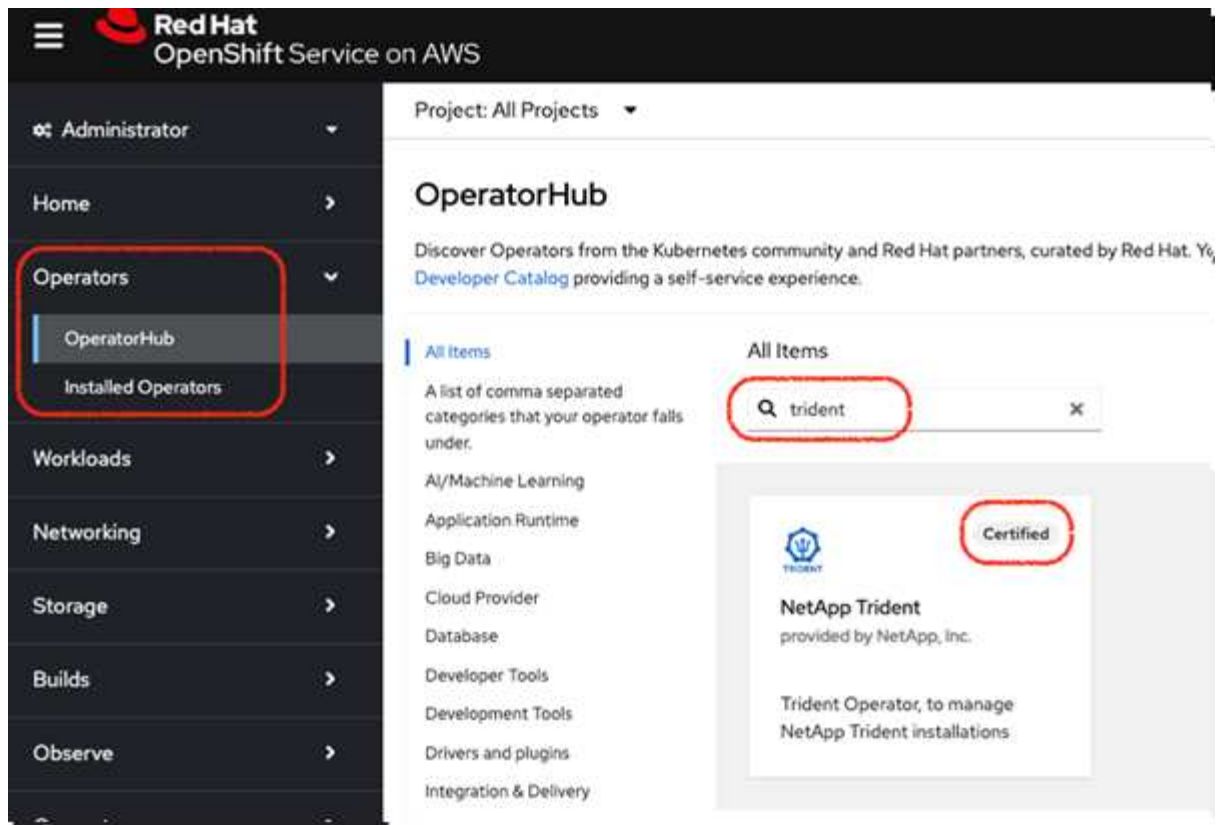 Red Hat
OpenShift Service on AWS
Administrator
Home
Operators
OperatorHub
Installed Operators
Workloads
Networking
Storage
Builds
Observe
Project: All Projects
OperatorHub
Discover Operators from the Kubernetes community and Red Hat partners, curated by Red Hat.
Developer Catalog providing a self-service experience.
All Items
A list of comma separated
categories that your operator falls
under.
AI/Machine Learning
Application Runtime
Big Data
Cloud Provider
Database
Developer Tools
Development Tools
Drivers and plugins
Integration & Delivery
All Items
trident
Certified
TRIDENT
NetApp Trident
provided by NetApp, Inc.
Trident Operator, to manage
NetApp Trident installations